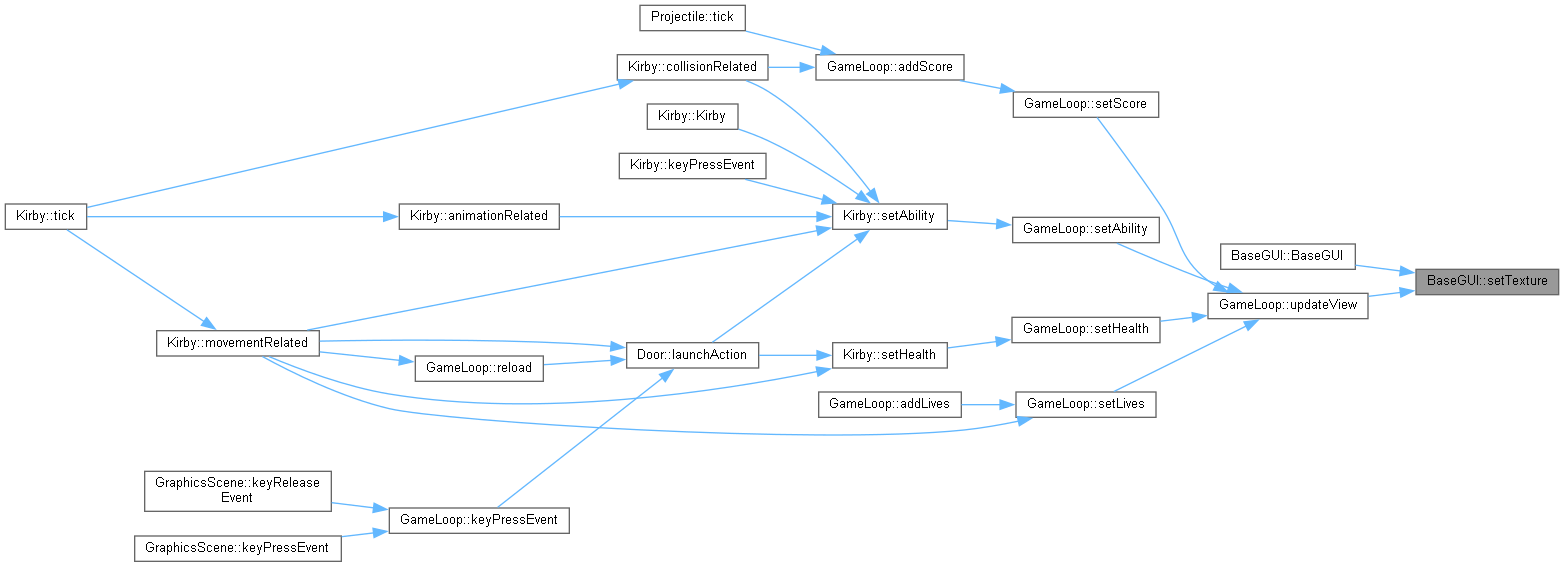 Projectile::tick
Kirby::collisionRelated
GameLoop::addScore
GameLoop::setScore
Kirby::Kirby
Kirby::keyPressEvent
Kirby::tick
Kirby::animationRelated
Kirby::setAbility
GameLoop::setAbility
BaseGUI::BaseGUI
BaseGUI::setTexture
GameLoop::updateView
Kirby::movementRelated
GameLoop::setHealth
Door::launchAction
Kirby::setHealth
GameLoop::reload
GameLoop::addLives
GameLoop::setLives
GraphicsScene::keyRelease
Event
GameLoop::keyPressEvent
GraphicsScene::keyPressEvent